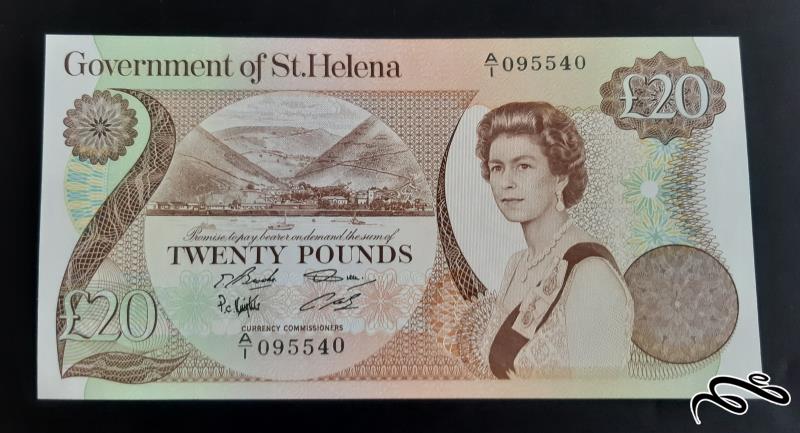 Government of St.Helena
A/1 095540
£20
Promise to pay bearer on demand the sum of
TWENTY POUNDS
£20
CURRENCY COMMISSIONERS
A/1 095540